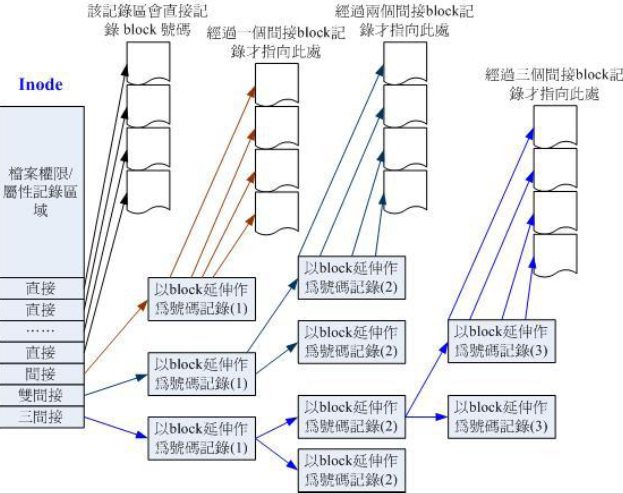 該記錄區會直接記
錄 block 號碼
經過一個間接block記
錄才指向此處
經過兩個間接block記
錄才指向此處
經過三個間接block記
錄才指向此處
Inode
檔案權限/
屬性記錄區
域
直接
直接
……
直接
間接
雙間接
三間接
以block延伸作
爲號碼記錄(1)
以block延伸作
爲號碼記錄(1)
以block延伸作
爲號碼記錄(1)
以block延伸作
爲號碼記錄(2)
以block延伸作
爲號碼記錄(2)
以block延伸作
爲號碼記錄(2)
以block延伸作
爲號碼記錄(2)
以block延伸作
爲號碼記錄(3)
以block延伸作
爲號碼記錄(3)